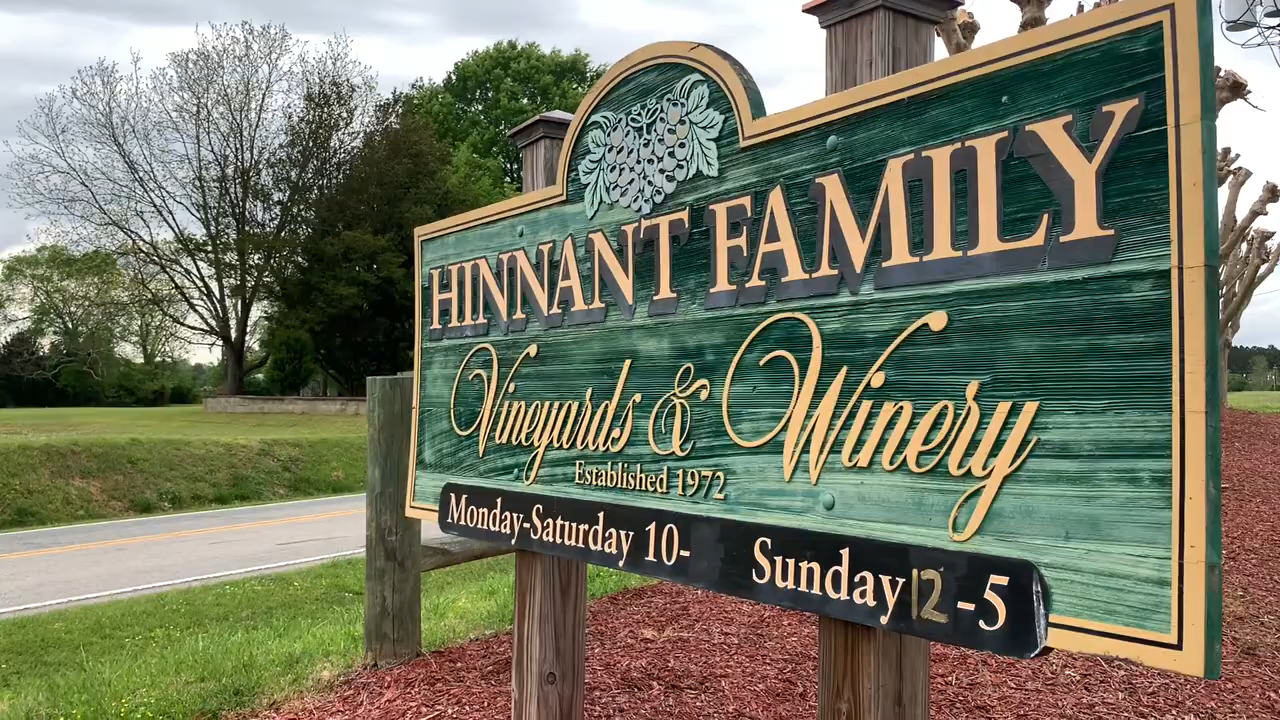 HINNANT FAMILY
Vineyards & Winery
Established 1972
Monday-Saturday 10- Sunday 12-5